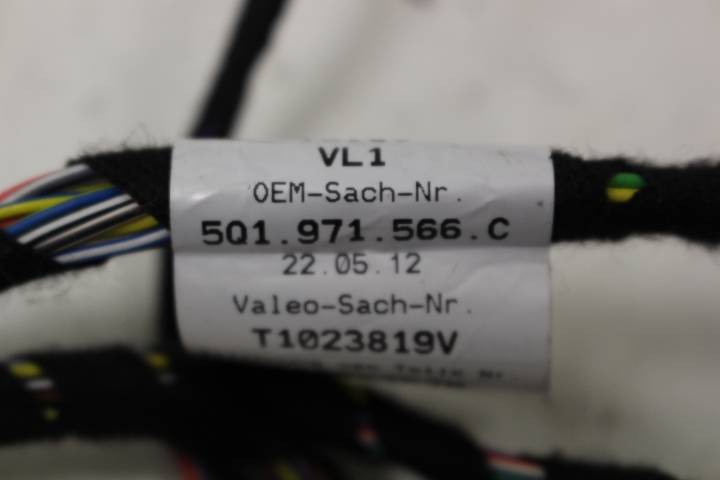 VL1
OEM-Sach-Nr.
5Q1.971.566.C
22.05.12
Valeo-Sach-Nr.
T1023819V